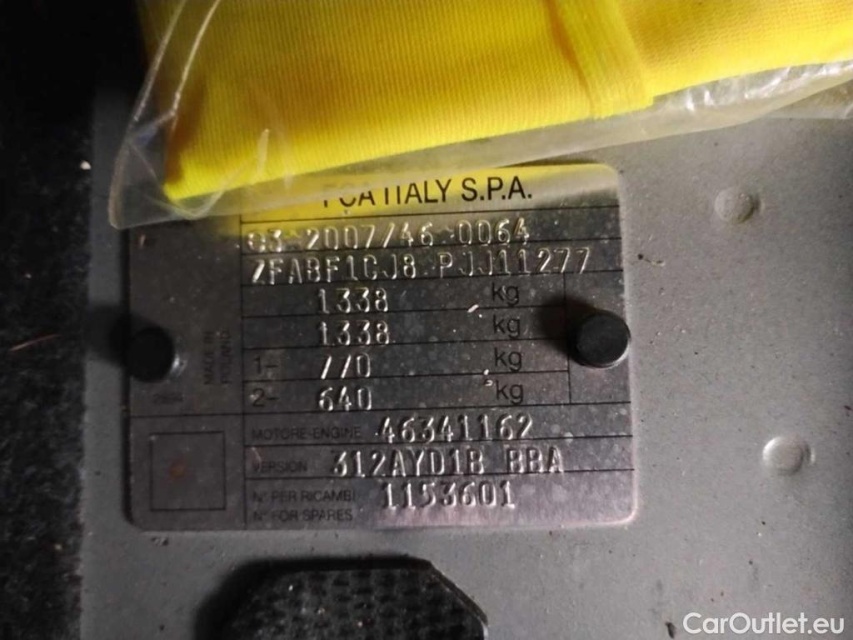 FCA ITALY S.P.A.
e3*2007/46*0064
ZFABF1CJ8 PJJ11277
1338 kg
1338 kg
1- 770 kg
2- 640 kg
MADE IN
POLAND
MOTORE-ENGINE 46341162
VERSION 312AYD1B BBA
N° PER RICAMBI 1153601
N° FOR SPARES
CarOutlet.eu